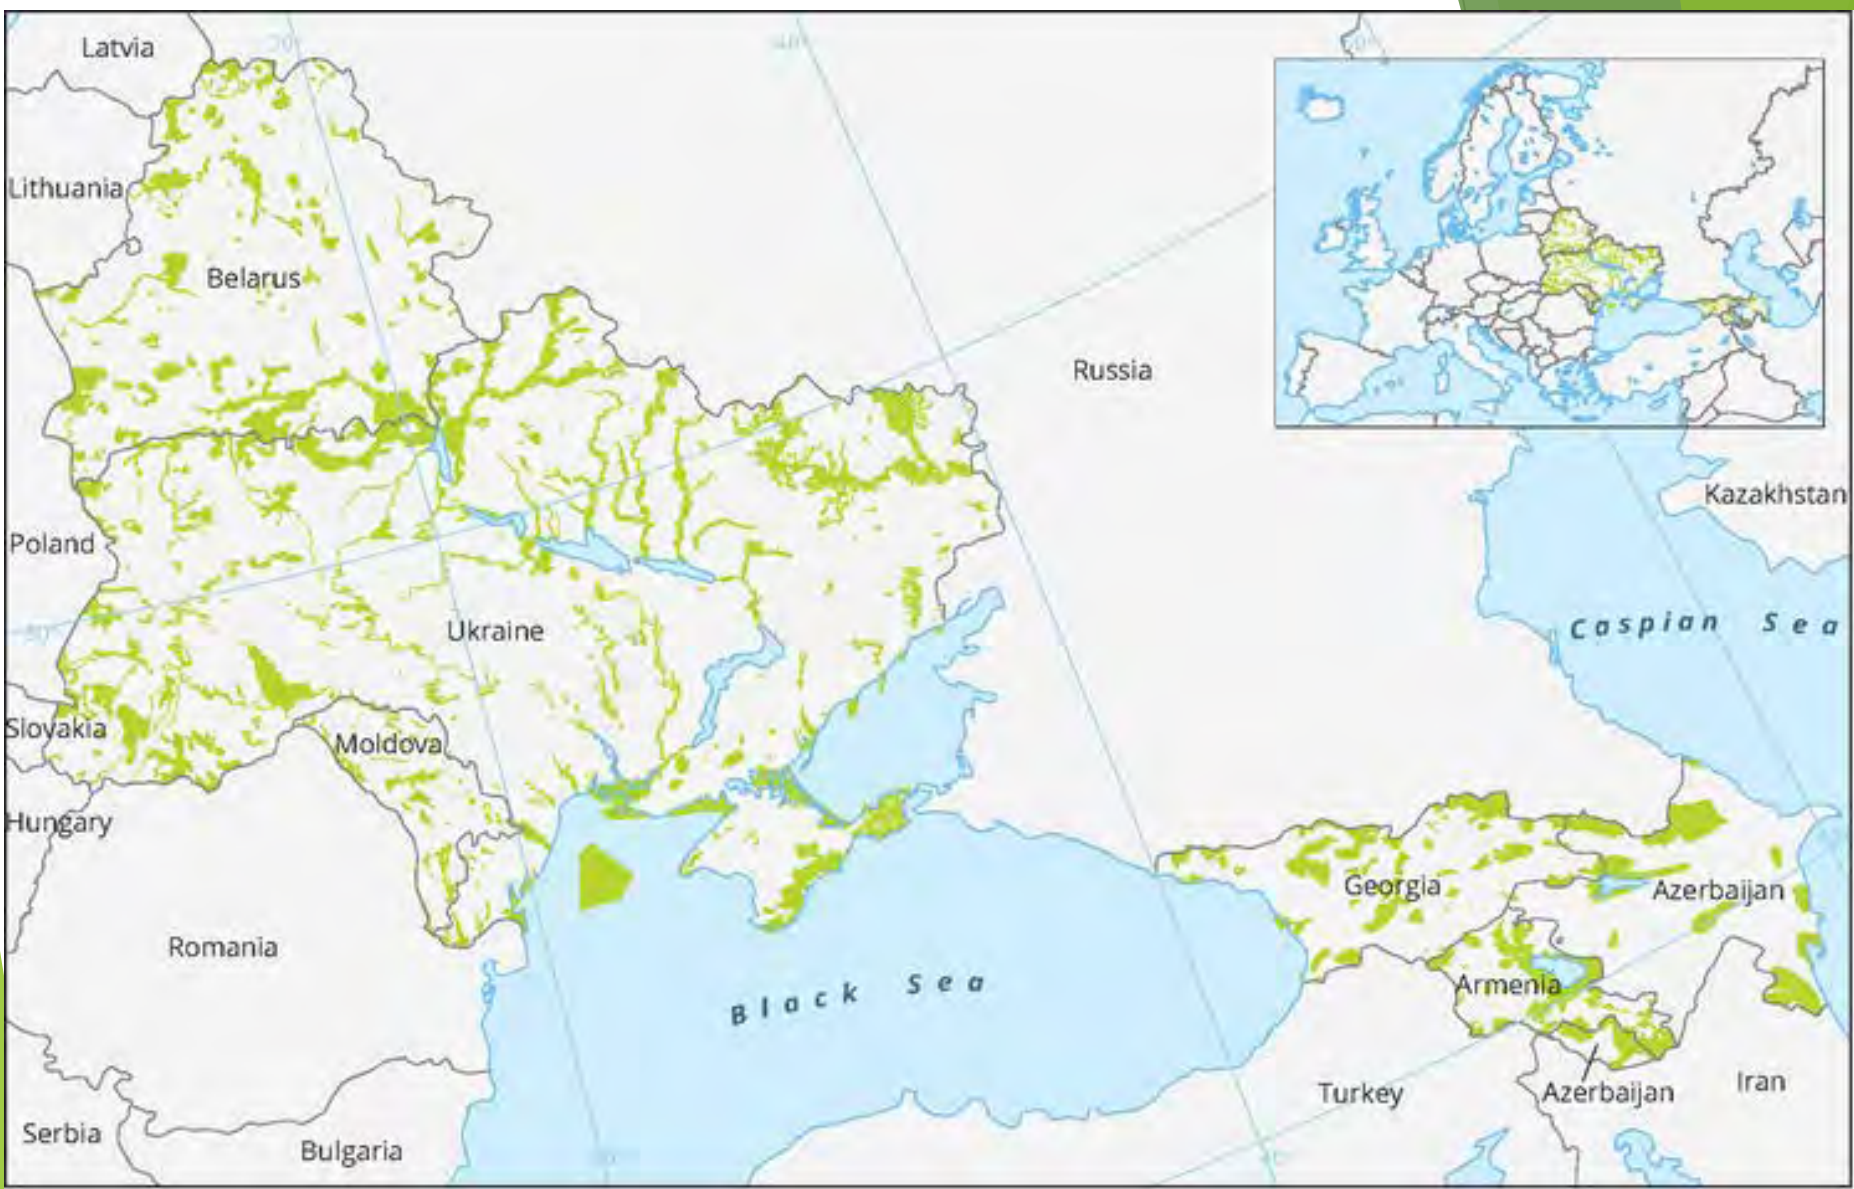 Latvia
Lithuania
Belarus
Russia
Kazakhstan
Poland
Caspian Sea
Ukraine
Slovakia
Moldova
Hungary
Georgia
Azerbaijan
Romania
Black Sea
Armenia
Turkey
Azerbaijan
Iran
Serbia
Bulgaria